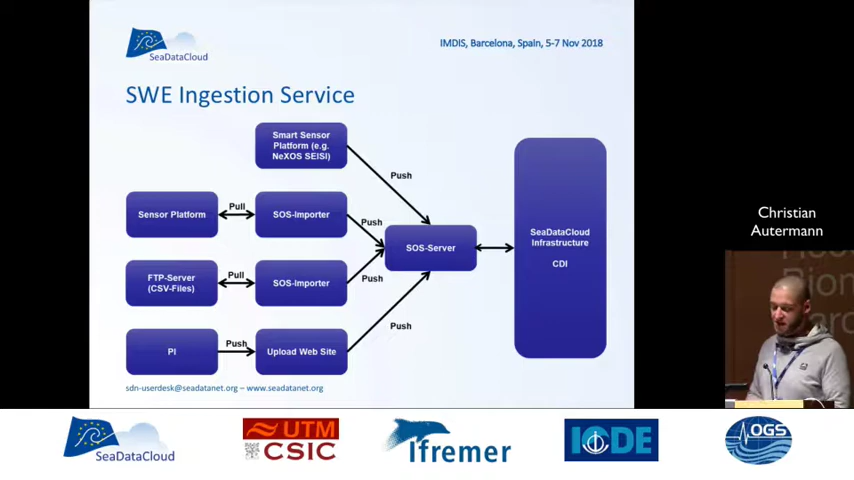 SeaDataCloud
IMDIS, Barcelona, Spain, 5-7 Nov 2018
SWE Ingestion Service
Smart Sensor
Platform (e.g.
NeXOS SEISI)
Push
Sensor Platform
Pull
SOS-Importer
Push
SOS-Server
SeaDataCloud
Infrastructure
CDI
FTP-Server
(CSV-Files)
Pull
SOS-Importer
Push
PI
Push
Upload Web Site
Push
sdn-userdesk@seadatanet.org – www.seadatanet.org
Christian
Autermann
SeaDataCloud
UTM
CSIC
Ifremer
IODE
OGS